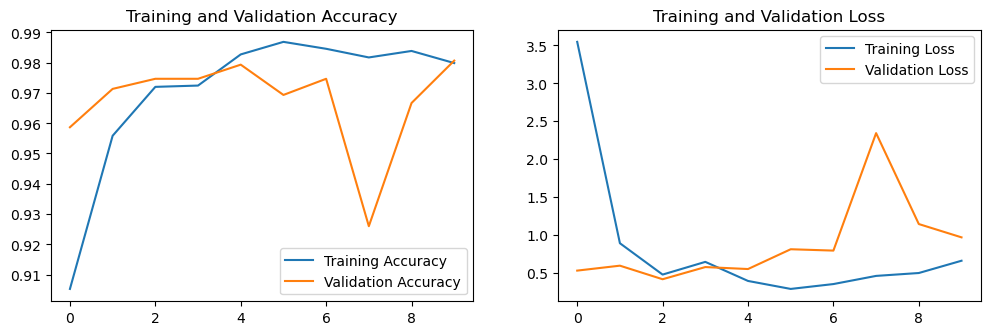 Training and Validation Accuracy
0.99
0.98
0.97
0.96
0.95
0.94
0.93
0.92
0.91
0 2 4 6 8
Training Accuracy
Validation Accuracy
Training and Validation Loss
3.5
3.0
2.5
2.0
1.5
1.0
0.5
0 2 4 6 8
Training Loss
Validation Loss